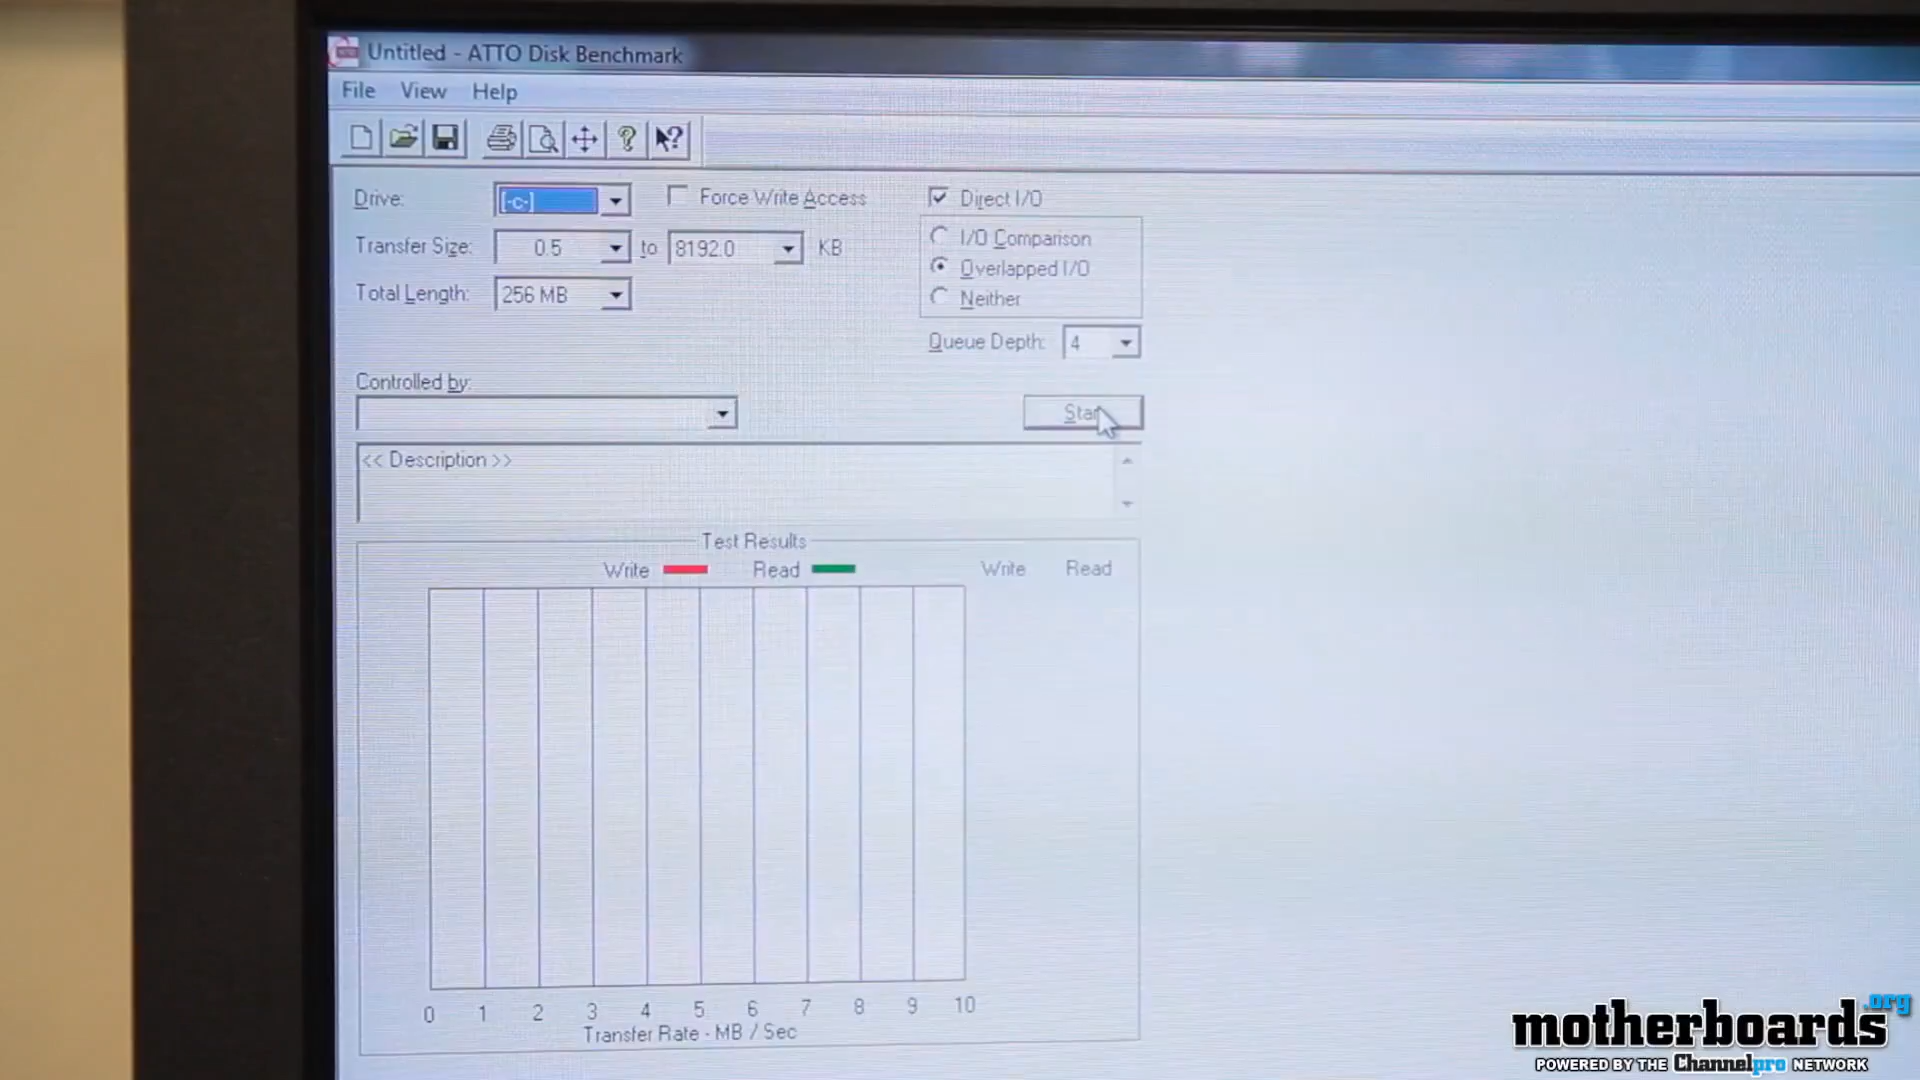 Untitled - ATTO Disk Benchmark
File View Help
Drive: [-c-] Force Write Access Direct I/O
Transfer Size: 0.5 to 8192.0 KB I/O Comparison
Overlapped I/O
Total Length: 256 MB Neither
Queue Depth: 4
Controlled by:
Start
<< Description >>
Test Results
Write Read Write Read
0 1 2 3 4 5 6 7 8 9 10
Transfer Rate - MB / Sec
motherboards.org
POWERED BY THE Channelpro NETWORK